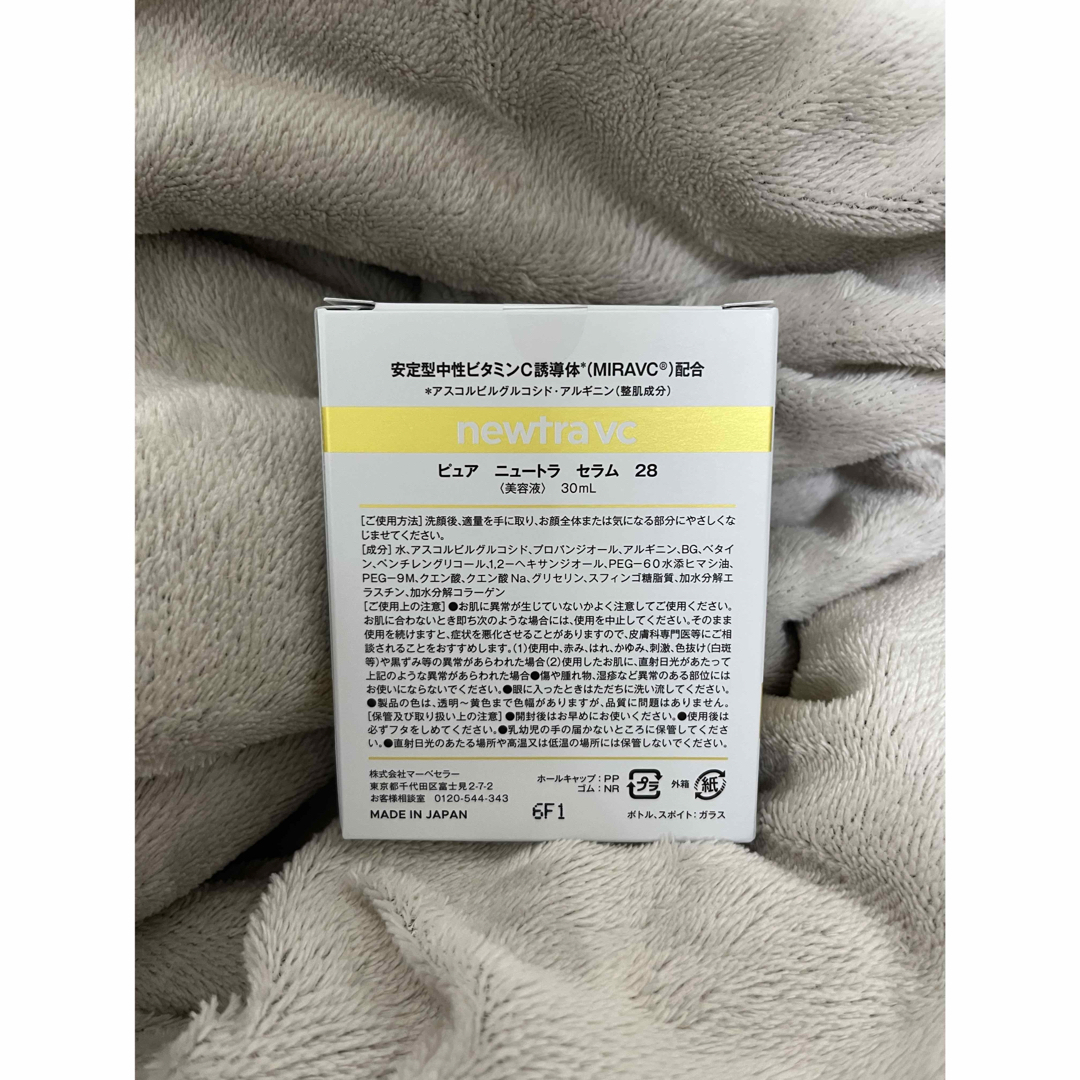 安定型中性ビタミンC誘導体*(MIRAVC®)配合
*アスコルビルグルコシド・アルギニン(整肌成分)
newtra vc
ピュア ニュートラ セラム 28
〈美容液〉 30mL
[ご使用方法]洗顔後、適量を手に取り、お顔全体または気になる部分にやさしくな
じませてください。
[成分]水、アスコルビルグルコシド、プロパンジオール、アルギニン、BG、ベタイ
ン、ペンチレングリコール、1,2-ヘキサンジオール、PEG-60水添ヒマシ油、
PEG-9M、クエン酸、クエン酸Na、グリセリン、スフィンゴ糖脂質、加水分解エ
ラスチン、加水分解コラーゲン
[ご使用上の注意]●お肌に異常が生じていないかよく注意してご使用ください。
お肌に合わないとき即ち次のような場合には、使用を中止してください。そのまま
使用を続けますと、症状を悪化させることがありますので、皮膚科専門医等にご相
談されることをおすすめします。(1)使用中、赤み、はれ、かゆみ、刺激、色抜け(白斑
等)や黒ずみ等の異常があらわれた場合(2)使用したお肌に、直射日光があたって
上記のような異常があらわれた場合●傷や腫れ物、湿疹など異常のある部位には
お使いにならないでください。●眼に入ったときはただちに洗い流してください。
●製品の色は、透明~黄色まで色幅がありますが、品質に問題はありません。
[保管及び取り扱い上の注意]●開封後はお早めにお使いください。●使用後は
必ずフタをしめてください。●乳幼児の手の届かないところに保管してくださ
い。●直射日光のあたる場所や高温又は低温の場所には保管しないでください。
株式会社マーベセラー
東京都千代田区富士見2-7-2
お客様相談室 0120-544-343
MADE IN JAPAN
6F1
ホールキャップ:PP
ゴム:NR
プラ
外箱
紙
ボトル、スポイト:ガラス